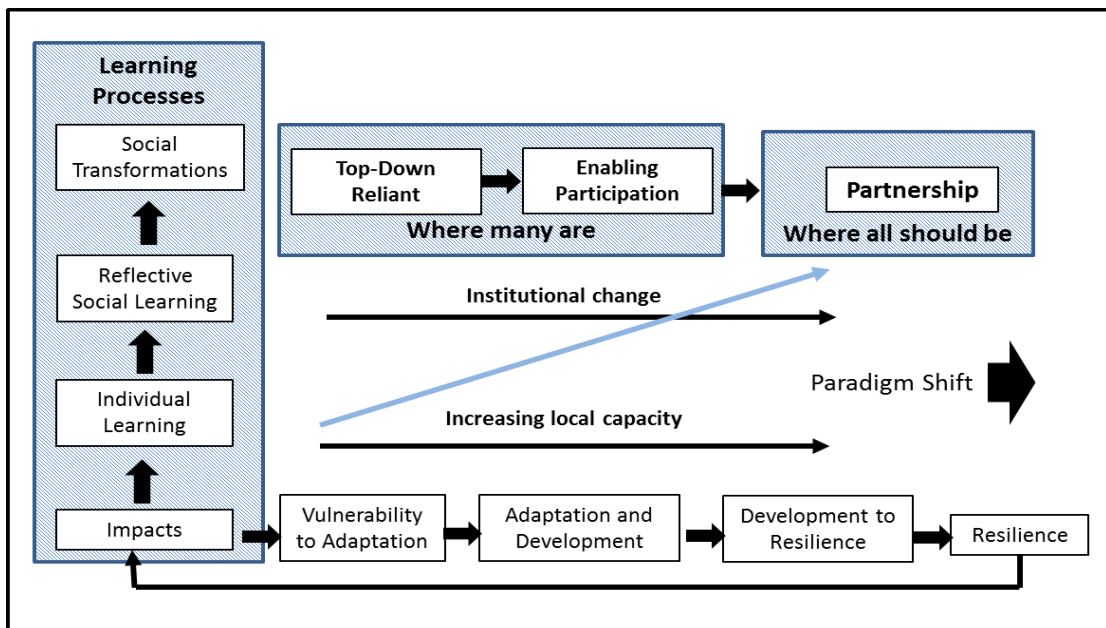 Learning
Processes
Social
Transformations
Reflective
Social Learning
Individual
Learning
Impacts
Top-Down
Reliant
Enabling
Participation
Where many are
Partnership
Where all should be
Institutional change
Paradigm Shift
Increasing local capacity
Vulnerability
to Adaptation
Adaptation and
Development
Development to
Resilience
Resilience